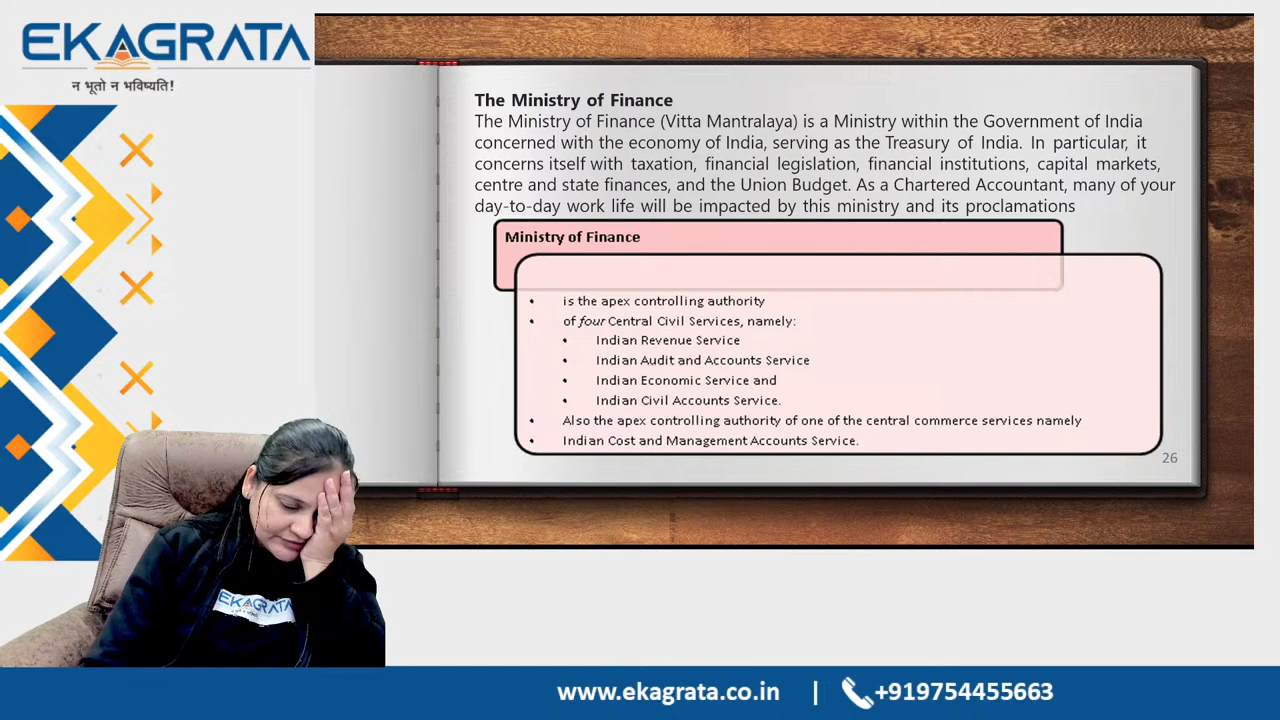 EKAGRATA
न भूतो न भविष्यति!
The Ministry of Finance
The Ministry of Finance (Vitta Mantralaya) is a Ministry within the Government of India
concerned with the economy of India, serving as the Treasury of India. In particular, it
concerns itself with taxation, financial legislation, financial institutions, capital markets,
centre and state finances, and the Union Budget. As a Chartered Accountant, many of your
day-to-day work life will be impacted by this ministry and its proclamations
Ministry of Finance
• is the apex controlling authority
• of four Central Civil Services, namely:
• Indian Revenue Service
• Indian Audit and Accounts Service
• Indian Economic Service and
• Indian Civil Accounts Service.
• Also the apex controlling authority of one of the central commerce services namely
• Indian Cost and Management Accounts Service.
26
EKAGRATA
www.ekagrata.co.in | +919754455663